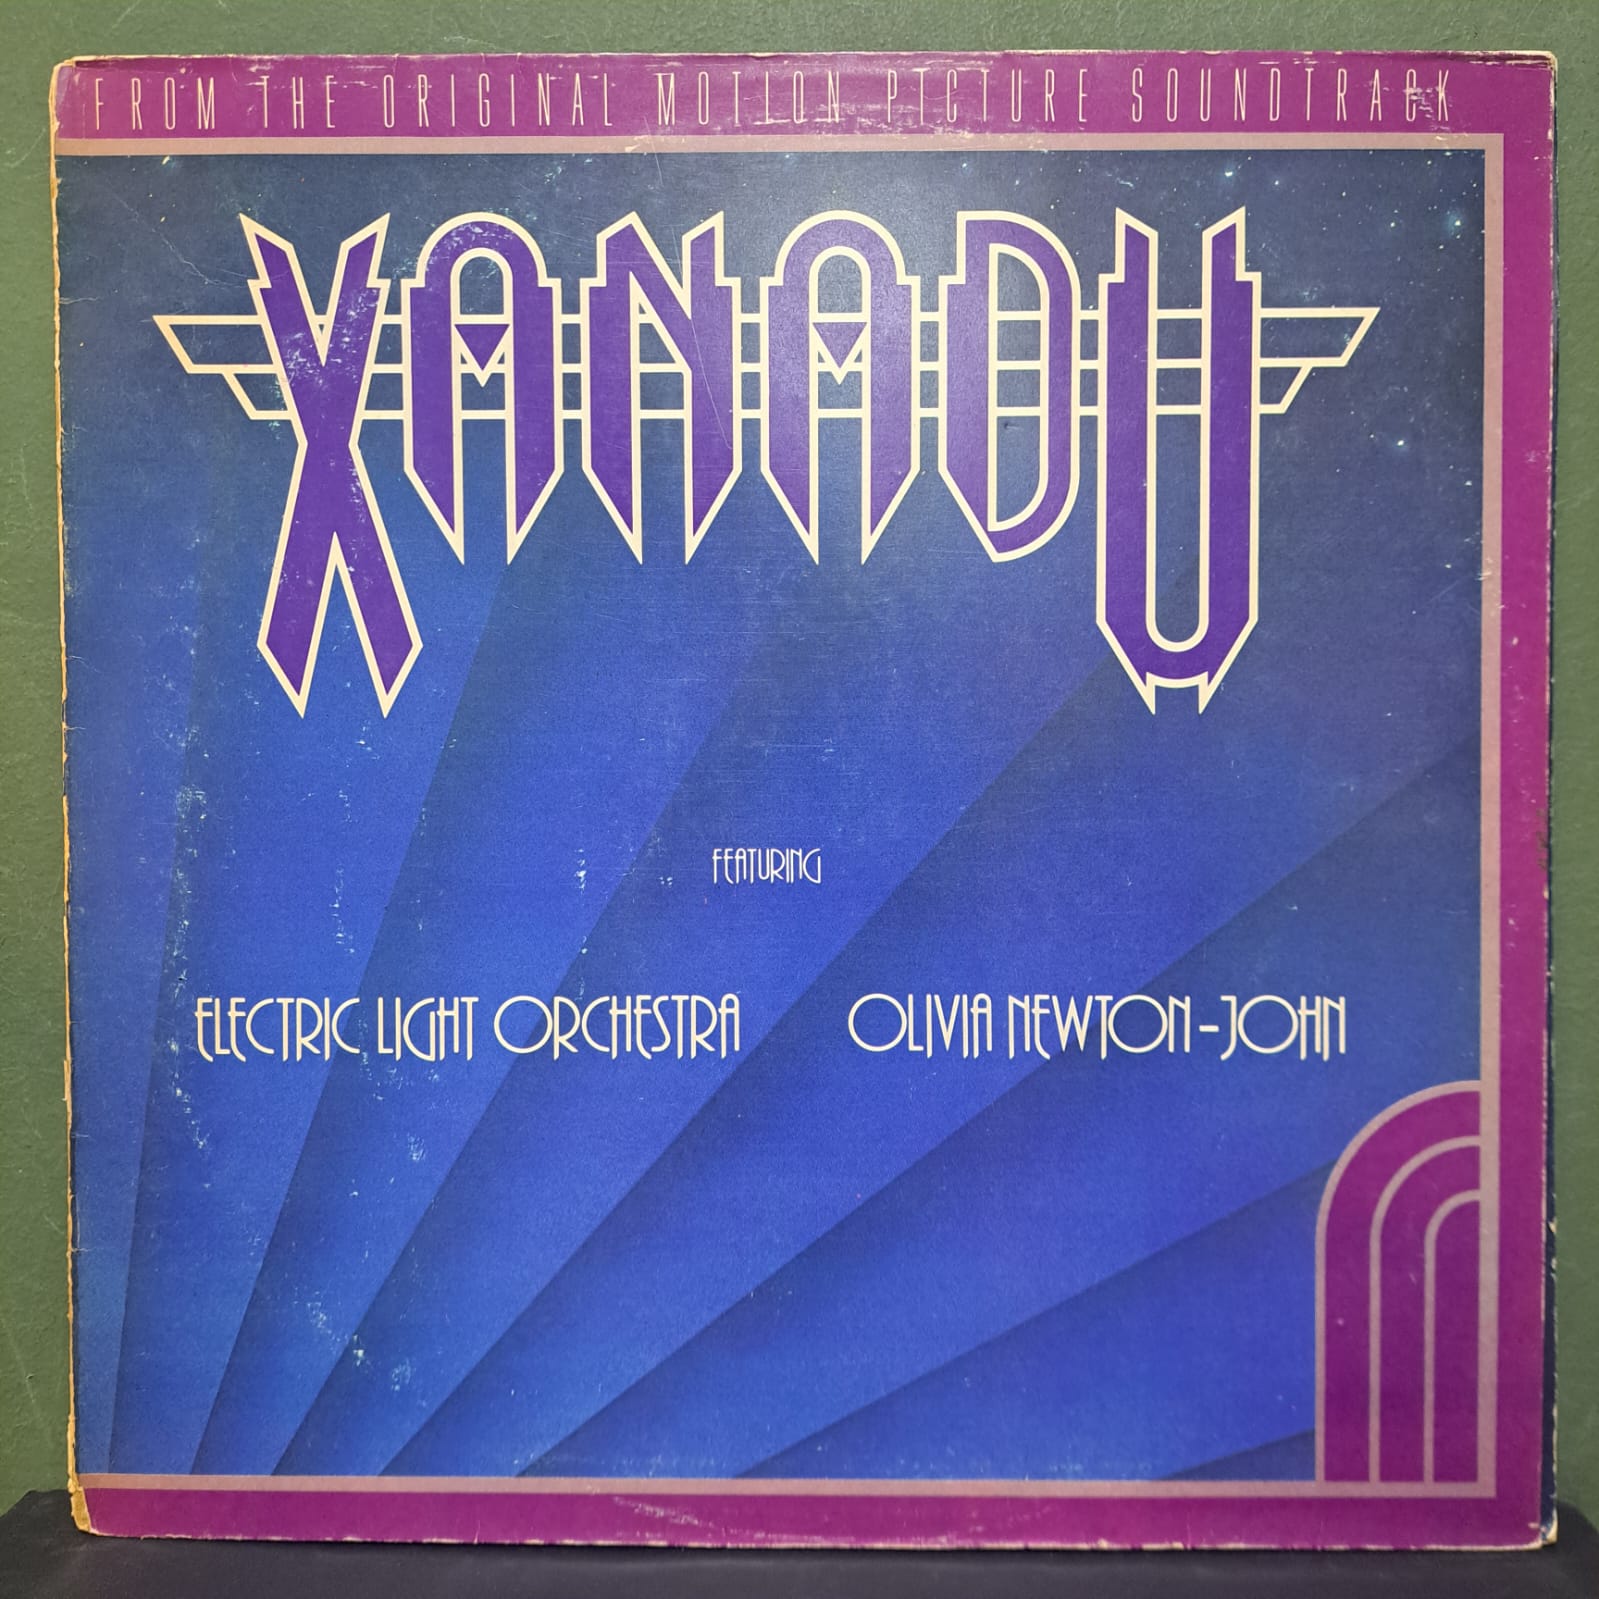 FROM THE ORIGINAL MOTION PICTURE SOUNDTRACK
XANADU
FEATURING
ELECTRIC LIGHT ORCHESTRA
OLIVIA NEWTON-JOHN